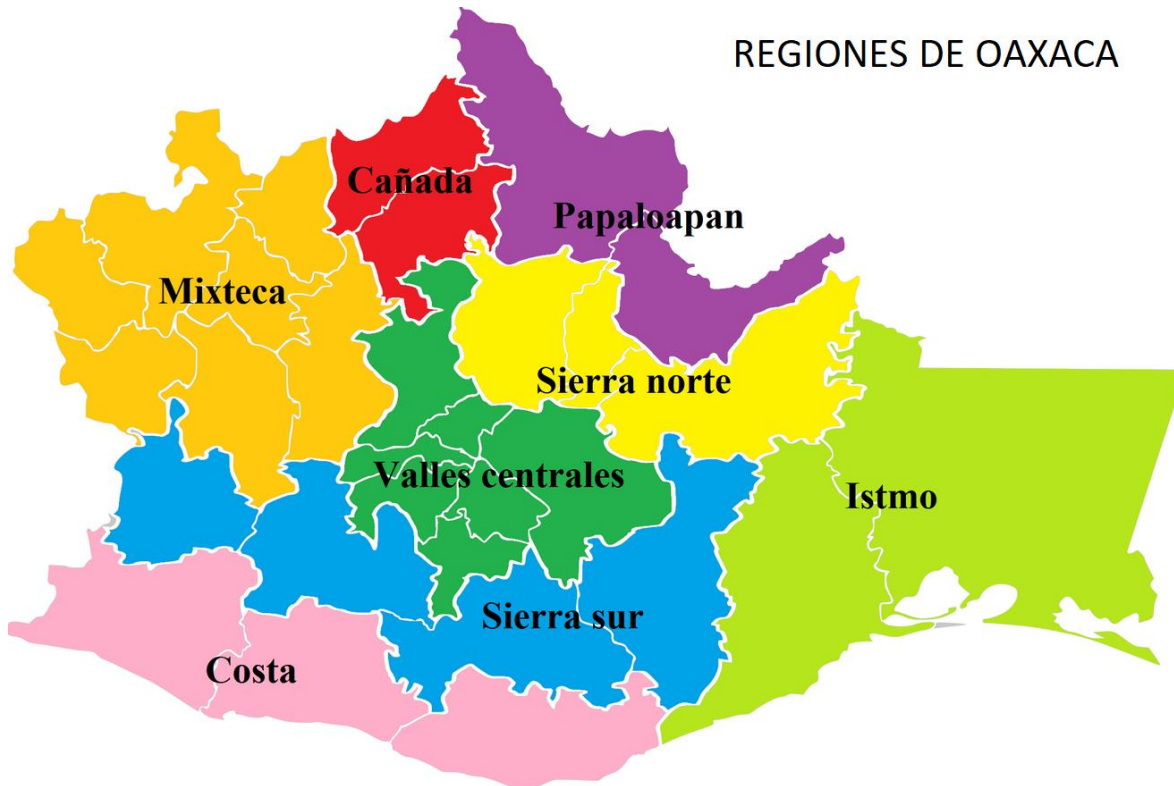 REGIONES DE OAXACA
Cañada
Papaloapan
Mixteca
Sierra norte
Valles centrales
Istmo
Sierra sur
Costa